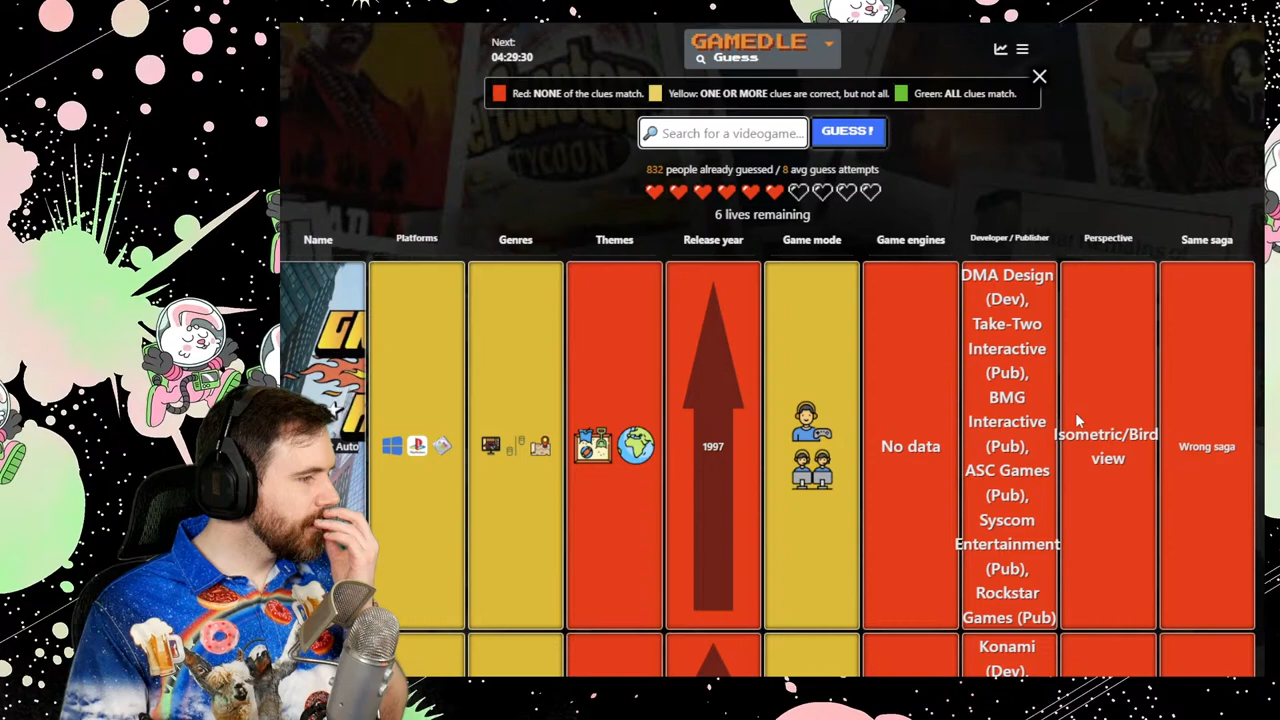 Next:
04:29:30
GAMEDLE
Guess
Red: NONE of the clues match. Yellow: ONE OR MORE clues are correct, but not all. Green: ALL clues match.
Search for a videogame... GUESS!
832 people already guessed / 8 avg guess attempts
6 lives remaining
Name Platforms Genres Themes Release year Game mode Game engines Developer / Publisher Perspective Same saga
Auto
1997
No data
DMA Design
(Dev),
Take-Two
Interactive
(Pub),
BMG
Interactive
(Pub),
ASC Games
(Pub),
Syscom
Entertainment
(Pub),
Rockstar
Games (Pub)
Isometric/Bird
view
Wrong saga
Konami
(Dev),
TYCOON